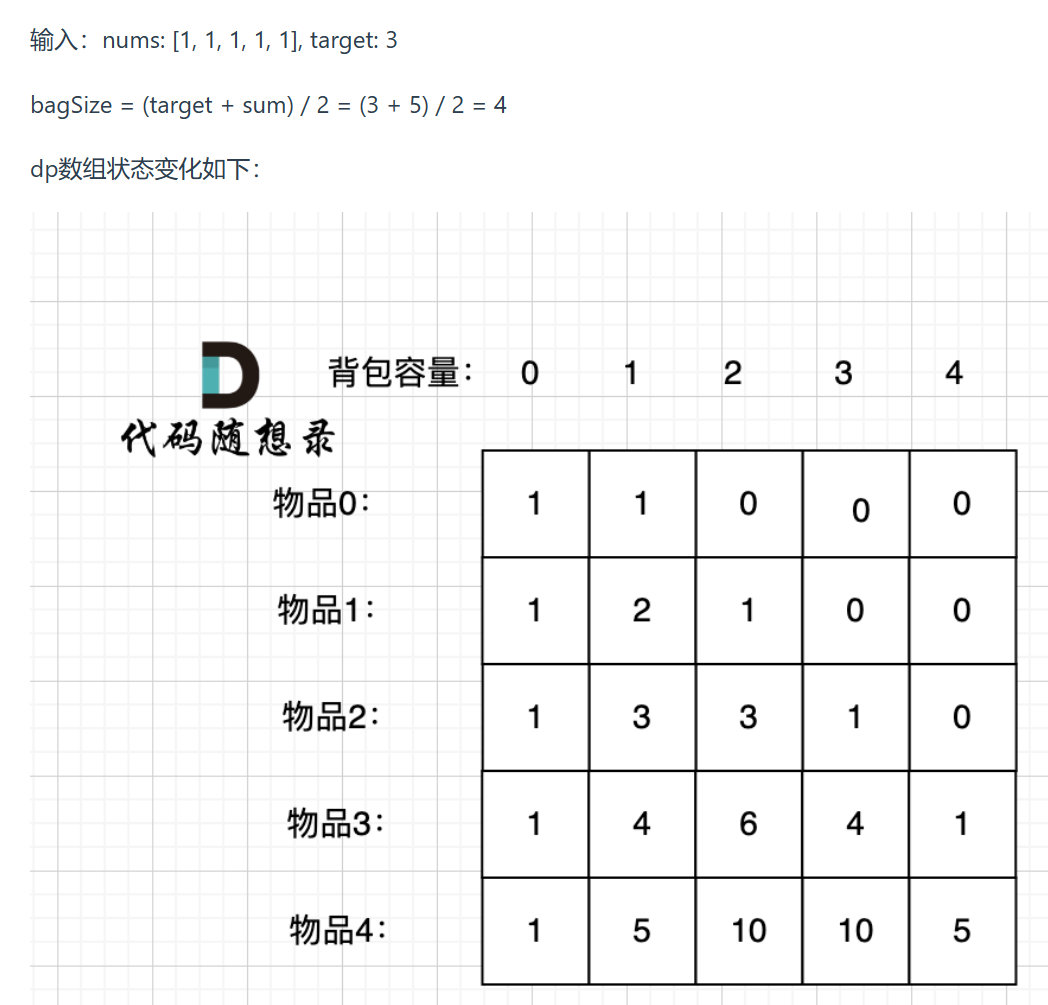 输入：nums: [1, 1, 1, 1, 1], target: 3
bagSize = (target + sum) / 2 = (3 + 5) / 2 = 4
dp数组状态变化如下：
背包容量： 0 1 2 3 4
代码随想录
物品0： 1 1 0 0 0
物品1： 1 2 1 0 0
物品2： 1 3 3 1 0
物品3： 1 4 6 4 1
物品4： 1 5 10 10 5